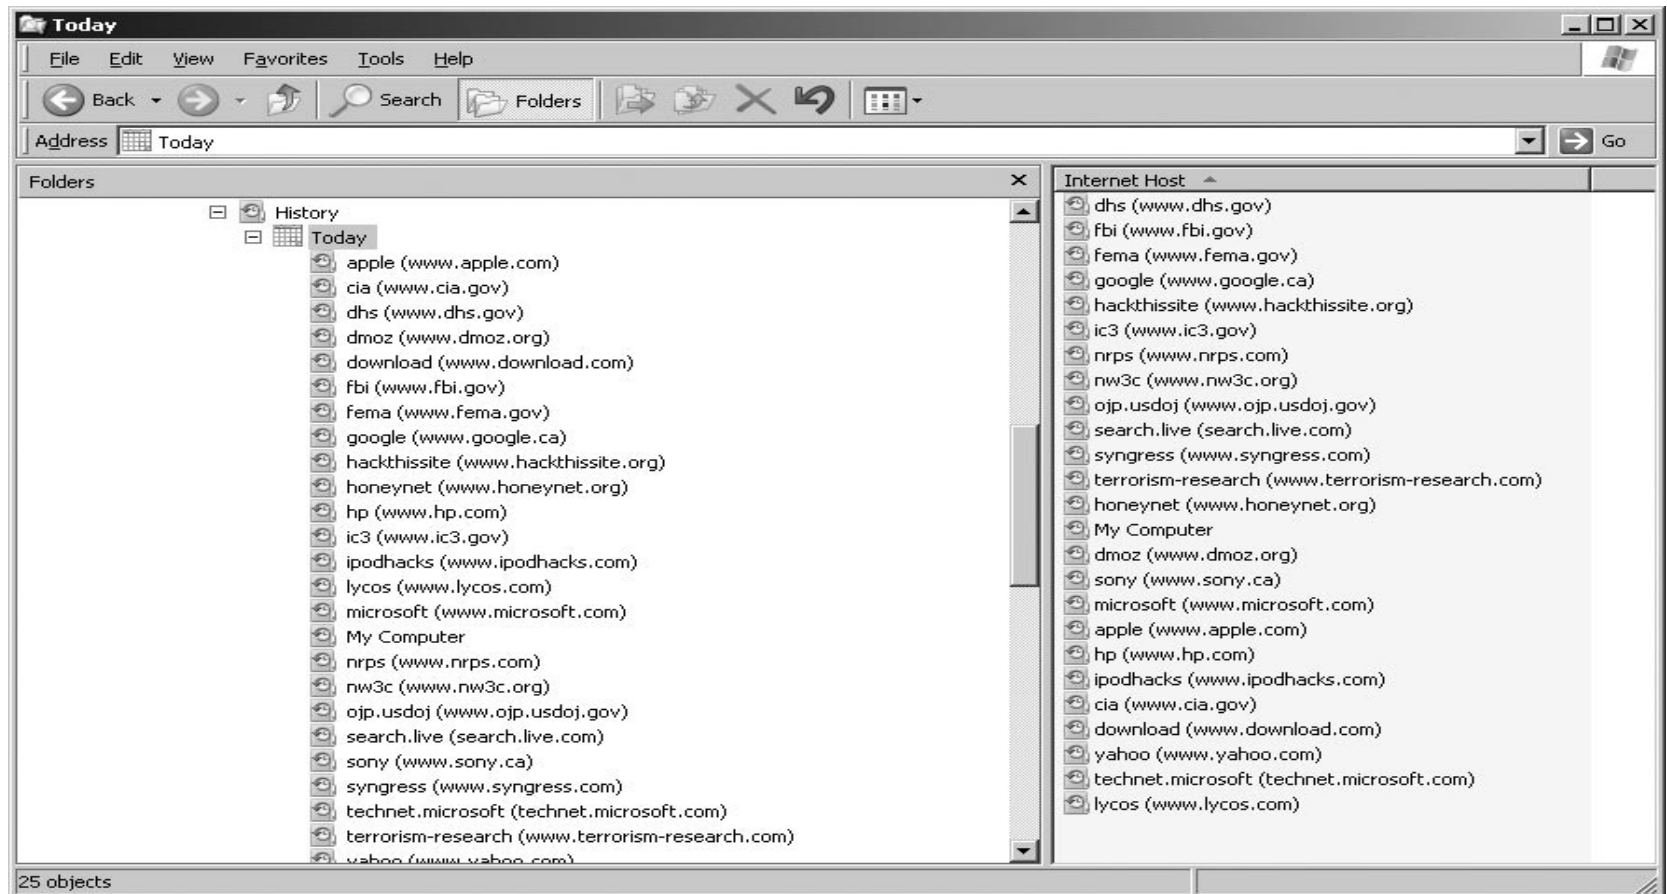 Today
File Edit View Favorites Tools Help
Back Search Folders
Address Today Go
Folders
History
Today
apple (www.apple.com)
cia (www.cia.gov)
dhs (www.dhs.gov)
dmoz (www.dmoz.org)
download (www.download.com)
fbi (www.fbi.gov)
fema (www.fema.gov)
google (www.google.ca)
hackthissite (www.hackthissite.org)
honeynet (www.honeynet.org)
hp (www.hp.com)
ic3 (www.ic3.gov)
ipodhacks (www.ipodhacks.com)
lycos (www.lycos.com)
microsoft (www.microsoft.com)
My Computer
nrps (www.nrps.com)
nw3c (www.nw3c.org)
ojp.usdoj (www.ojp.usdoj.gov)
search.live (search.live.com)
sony (www.sony.ca)
syngress (www.syngress.com)
technet.microsoft (technet.microsoft.com)
terrorism-research (www.terrorism-research.com)
yahoo (www.yahoo.com)
Internet Host
dhs (www.dhs.gov)
fbi (www.fbi.gov)
fema (www.fema.gov)
google (www.google.ca)
hackthissite (www.hackthissite.org)
ic3 (www.ic3.gov)
nrps (www.nrps.com)
nw3c (www.nw3c.org)
ojp.usdoj (www.ojp.usdoj.gov)
search.live (search.live.com)
syngress (www.syngress.com)
terrorism-research (www.terrorism-research.com)
honeynet (www.honeynet.org)
My Computer
dmoz (www.dmoz.org)
sony (www.sony.ca)
microsoft (www.microsoft.com)
apple (www.apple.com)
hp (www.hp.com)
ipodhacks (www.ipodhacks.com)
cia (www.cia.gov)
download (www.download.com)
yahoo (www.yahoo.com)
technet.microsoft (technet.microsoft.com)
lycos (www.lycos.com)
25 objects